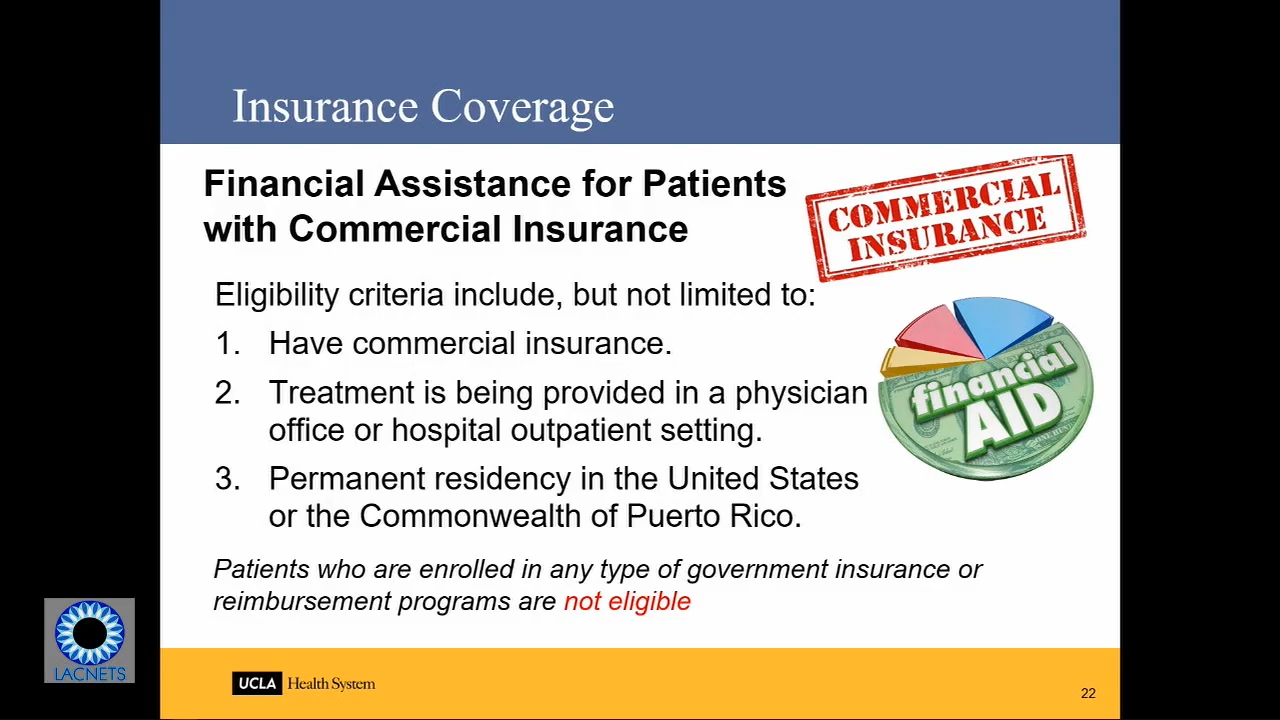 Insurance Coverage
Financial Assistance for Patients
with Commercial Insurance
COMMERCIAL
INSURANCE
Eligibility criteria include, but not limited to:
1. Have commercial insurance.
2. Treatment is being provided in a physician
office or hospital outpatient setting.
3. Permanent residency in the United States
or the Commonwealth of Puerto Rico.
financial
AID
Patients who are enrolled in any type of government insurance or
reimbursement programs are not eligible
LACNETS
UCLA Health System
22